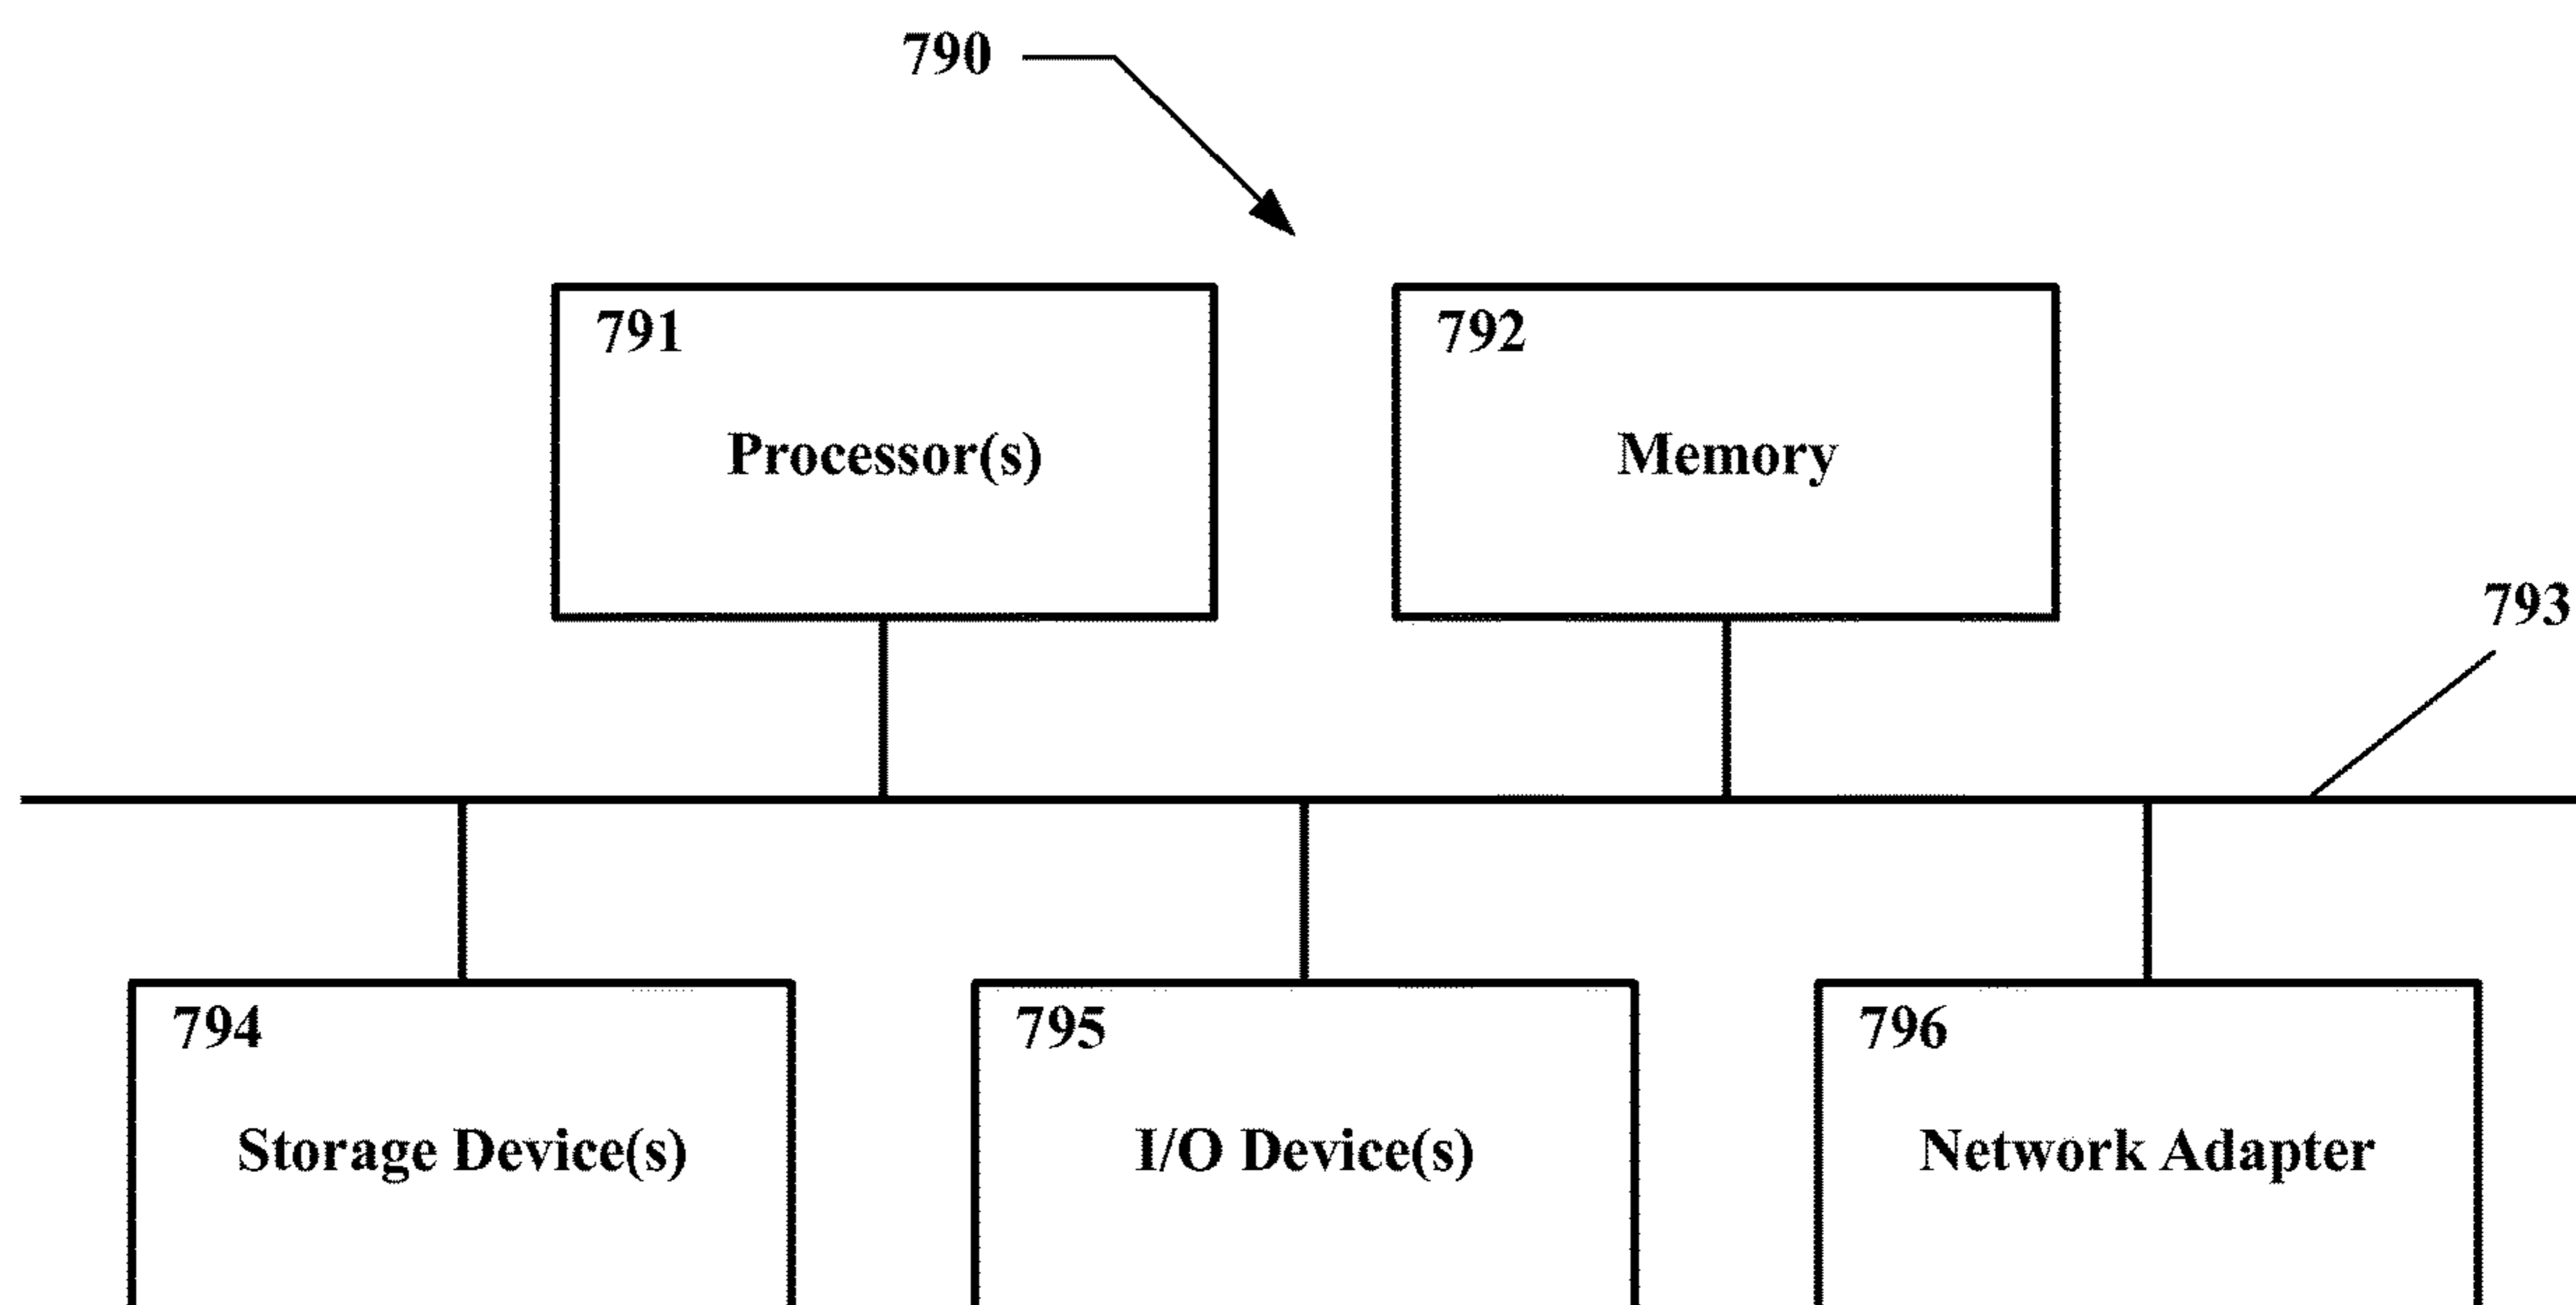 790
791
Processor(s)
792
Memory
793
794
Storage Device(s)
795
I/O Device(s)
796
Network Adapter